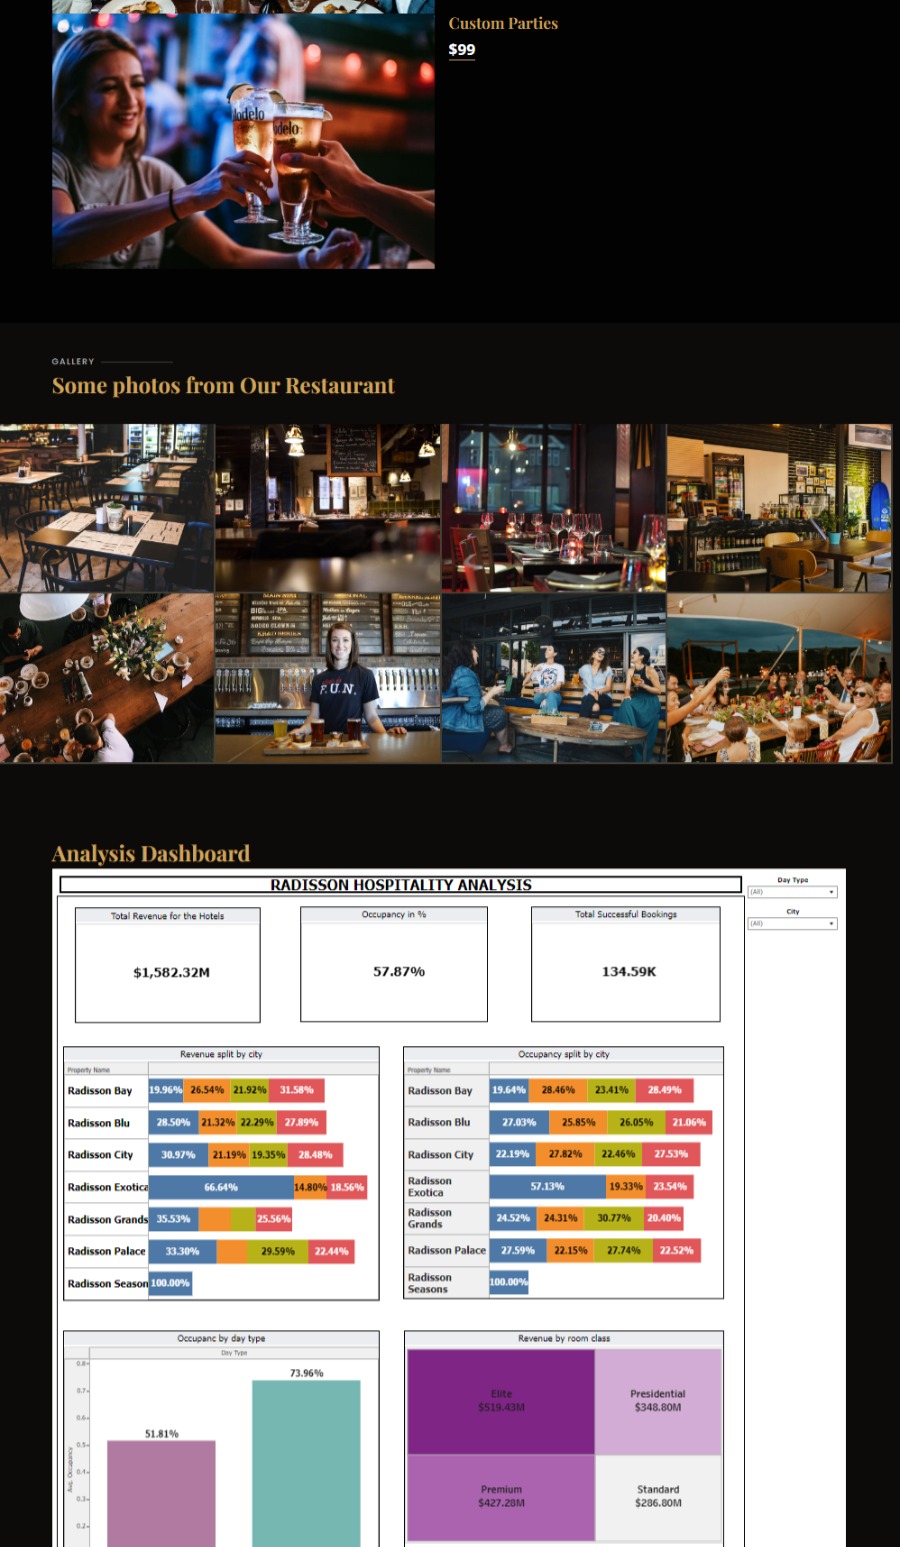 Custom Parties
$99
Modelo
delo
GALLERY
Some photos from Our Restaurant
F.U.N.
Analysis Dashboard
RADISSON HOSPITALITY ANALYSIS
Day Type
(All)
City
(All)
Total Revenue for the Hotels
$1,582.32M
Occupancy in %
57.87%
Total Successful Bookings
134.59K
Revenue split by city
Property Name
Radisson Bay 19.96% 26.54% 21.92% 31.58%
Radisson Blu 28.50% 21.32% 22.29% 27.89%
Radisson City 30.97% 21.19% 19.35% 28.48%
Radisson Exotica 66.64% 14.80% 18.56%
Radisson Grands 35.53% 25.56%
Radisson Palace 33.30% 29.59% 22.44%
Radisson Season 100.00%
Occupancy split by city
Property Name
Radisson Bay 19.64% 28.46% 23.41% 28.49%
Radisson Blu 27.03% 25.85% 26.05% 21.06%
Radisson City 22.19% 27.82% 22.46% 27.53%
Radisson
Exotica 57.13% 19.33% 23.54%
Radisson
Grands 24.52% 24.31% 30.77% 20.40%
Radisson Palace 27.59% 22.15% 27.74% 22.52%
Radisson
Seasons 100.00%
Occupanc by day type
Day Type
Avg. Occupancy
0.8
0.7
0.6
0.5
0.4
0.3
0.2
51.81%
73.96%
Revenue by room class
Elite
$519.43M
Presidential
$348.80M
Premium
$427.28M
Standard
$286.80M